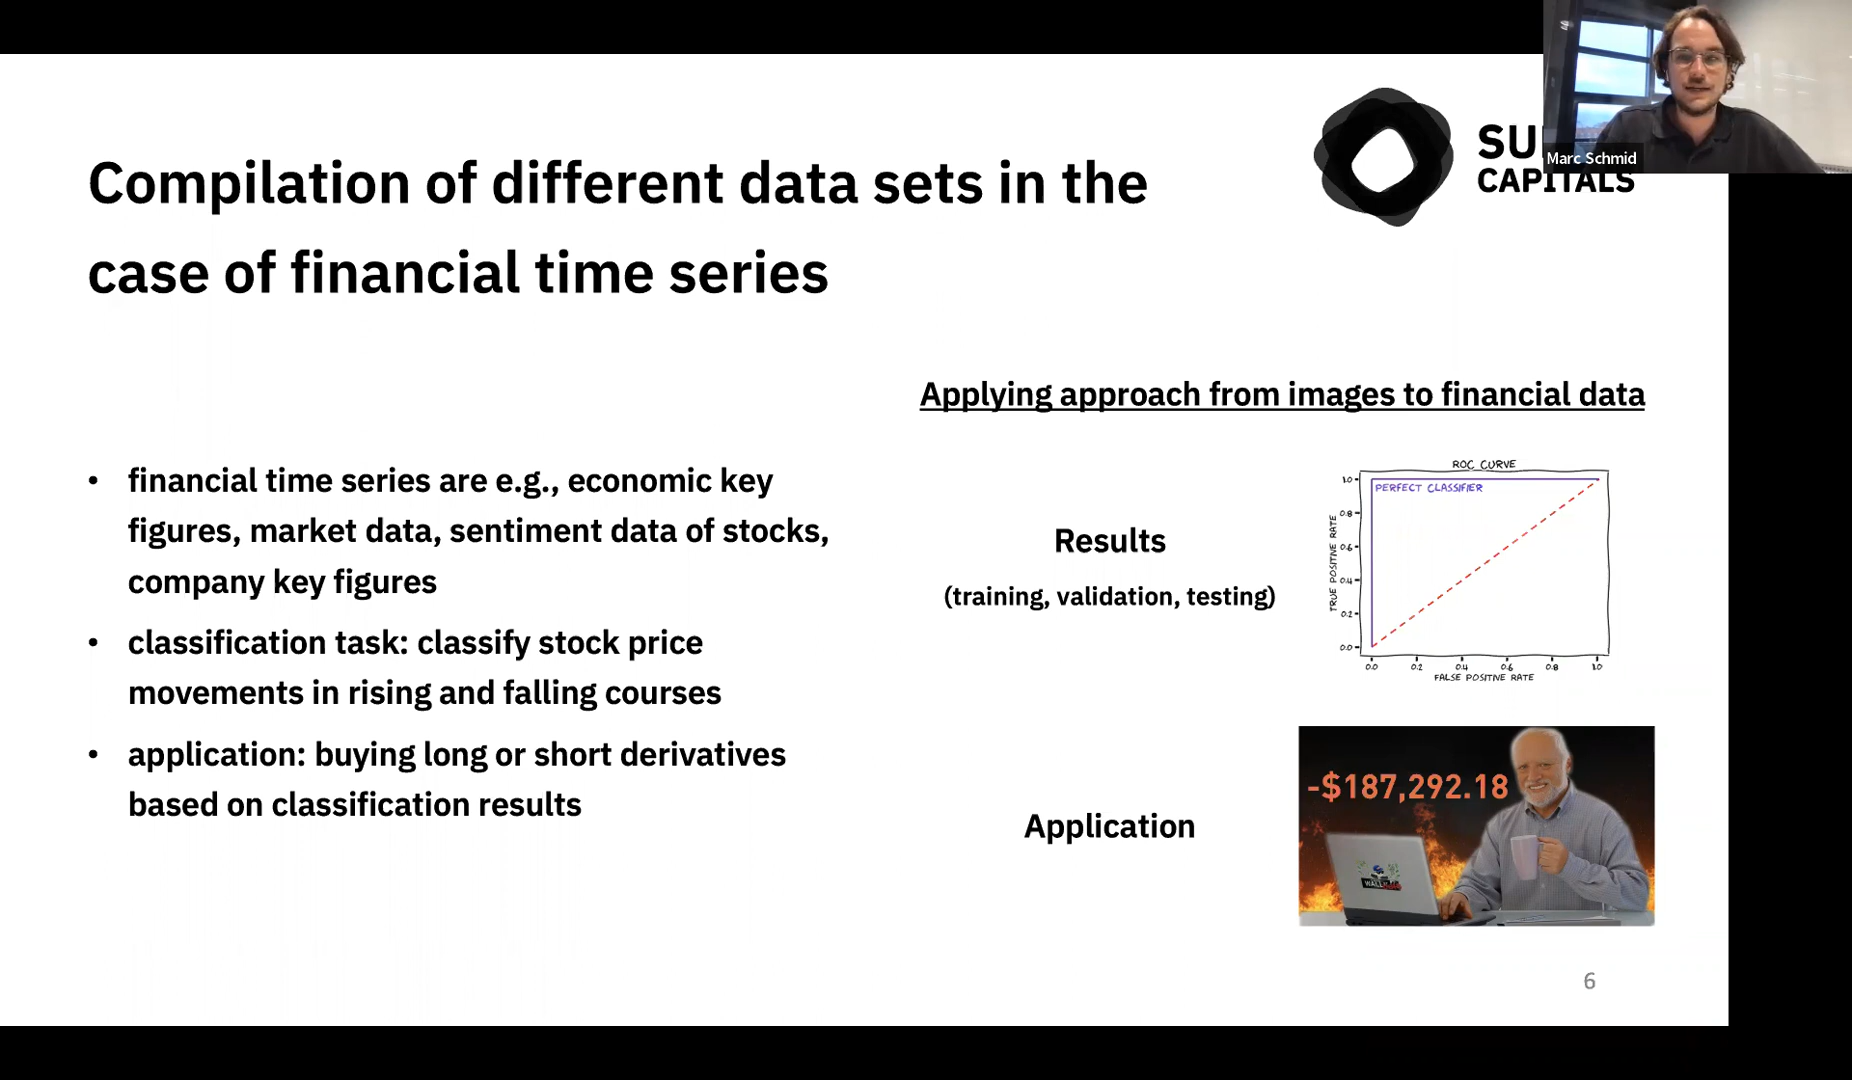 Marc Schmid
CAPITALS
Compilation of different data sets in the
case of financial time series
• financial time series are e.g., economic key
figures, market data, sentiment data of stocks,
company key figures
• classification task: classify stock price
movements in rising and falling courses
• application: buying long or short derivatives
based on classification results
Applying approach from images to financial data
Results
(training, validation, testing)
ROC CURVE
PERFECT CLASSIFIER
TRUE POSITIVE RATE
1.0
0.8
0.6
0.4
0.2
0.0
0.0 0.2 0.4 0.6 0.8 1.0
FALSE POSITIVE RATE
Application
-$187,292.18
6